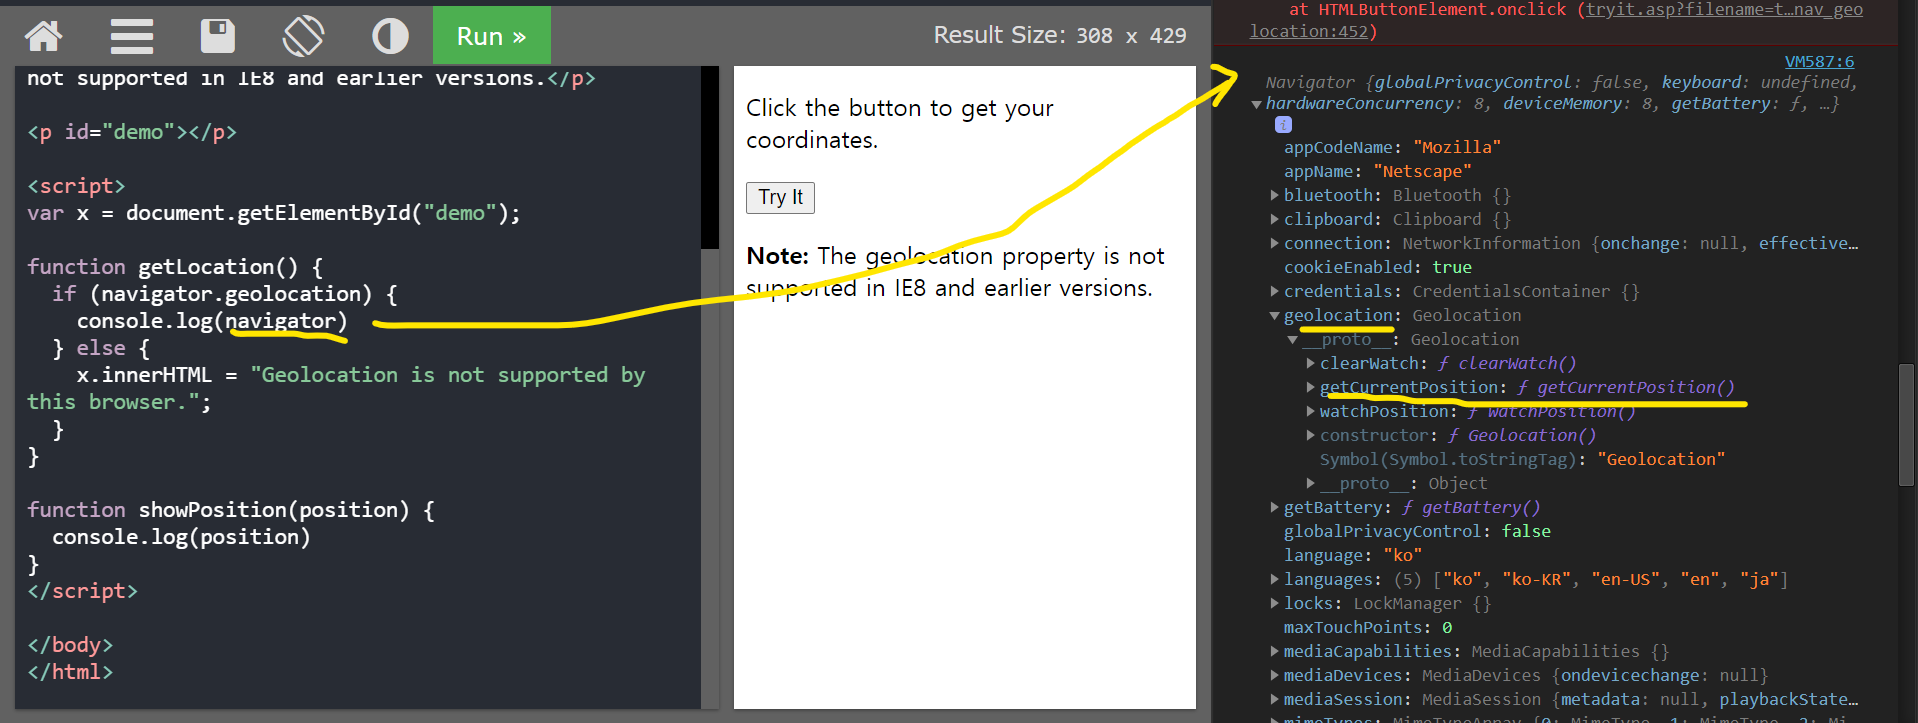 Run »
Result Size: 308 x 429
not supported in IE8 and earlier versions.</p>
<p id="demo"></p>
<script>
var x = document.getElementById("demo");
function getLocation() {
if (navigator.geolocation) {
console.log(navigator)
} else {
x.innerHTML = "Geolocation is not supported by
this browser.";
}
}
function showPosition(position) {
console.log(position)
}
</script>
</body>
</html>
Click the button to get your
coordinates.
Try It
Note: The geolocation property is not
supported in IE8 and earlier versions.
at HTMLButtonElement.onclick (tryit.asp?filename=t…nav_geo
location:452)
VM587:6
Navigator {globalPrivacyControl: false, keyboard: undefined,
hardwareConcurrency: 8, deviceMemory: 8, getBattery: ƒ, …}
i
appCodeName: "Mozilla"
appName: "Netscape"
bluetooth: Bluetooth {}
clipboard: Clipboard {}
connection: NetworkInformation {onchange: null, effective…
cookieEnabled: true
credentials: CredentialsContainer {}
geolocation: Geolocation
__proto__: Geolocation
clearWatch: ƒ clearWatch()
getCurrentPosition: ƒ getCurrentPosition()
watchPosition: ƒ watchPosition()
constructor: ƒ Geolocation()
Symbol(Symbol.toStringTag): "Geolocation"
__proto__: Object
getBattery: ƒ getBattery()
globalPrivacyControl: false
language: "ko"
languages: (5) ["ko", "ko-KR", "en-US", "en", "ja"]
locks: LockManager {}
maxTouchPoints: 0
mediaCapabilities: MediaCapabilities {}
mediaDevices: MediaDevices {ondevicechange: null}
mediaSession: MediaSession {metadata: null, playbackState…
mimeTypes: MimeTypeArray {0: MimeType, 1: MimeType, 2: Mi…